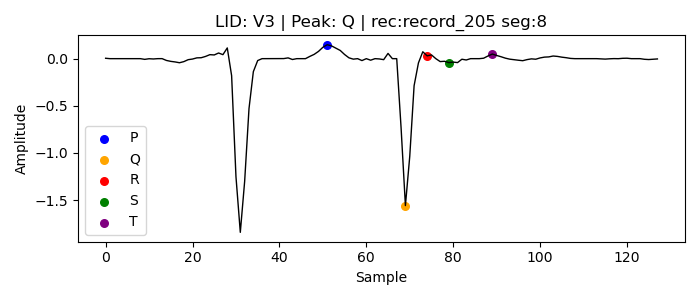 LID: V3 | Peak: Q | rec:record_205 seg:8
Amplitude
0.0
−0.5
−1.0
−1.5
P
Q
R
S
T
0 20 40 60 80 100 120
Sample